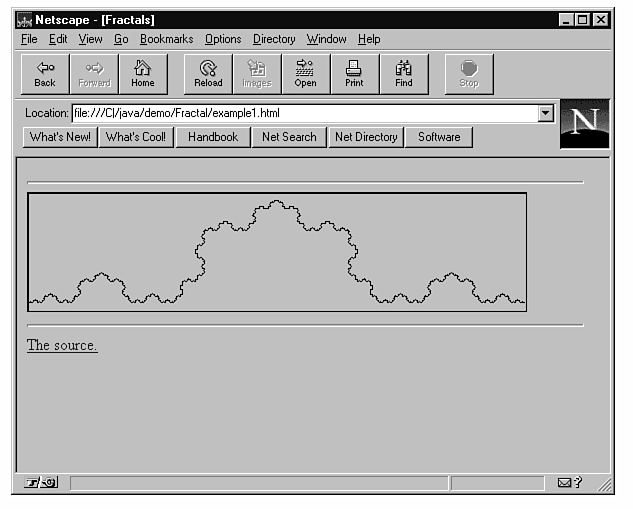 Netscape - [Fractals]
File Edit View Go Bookmarks Options Directory Window Help
Back Forward Home Reload Images Open Print Find Stop
Location: file:///C|/java/demo/Fractal/example1.html
N
What's New! What's Cool! Handbook Net Search Net Directory Software
The source.
?